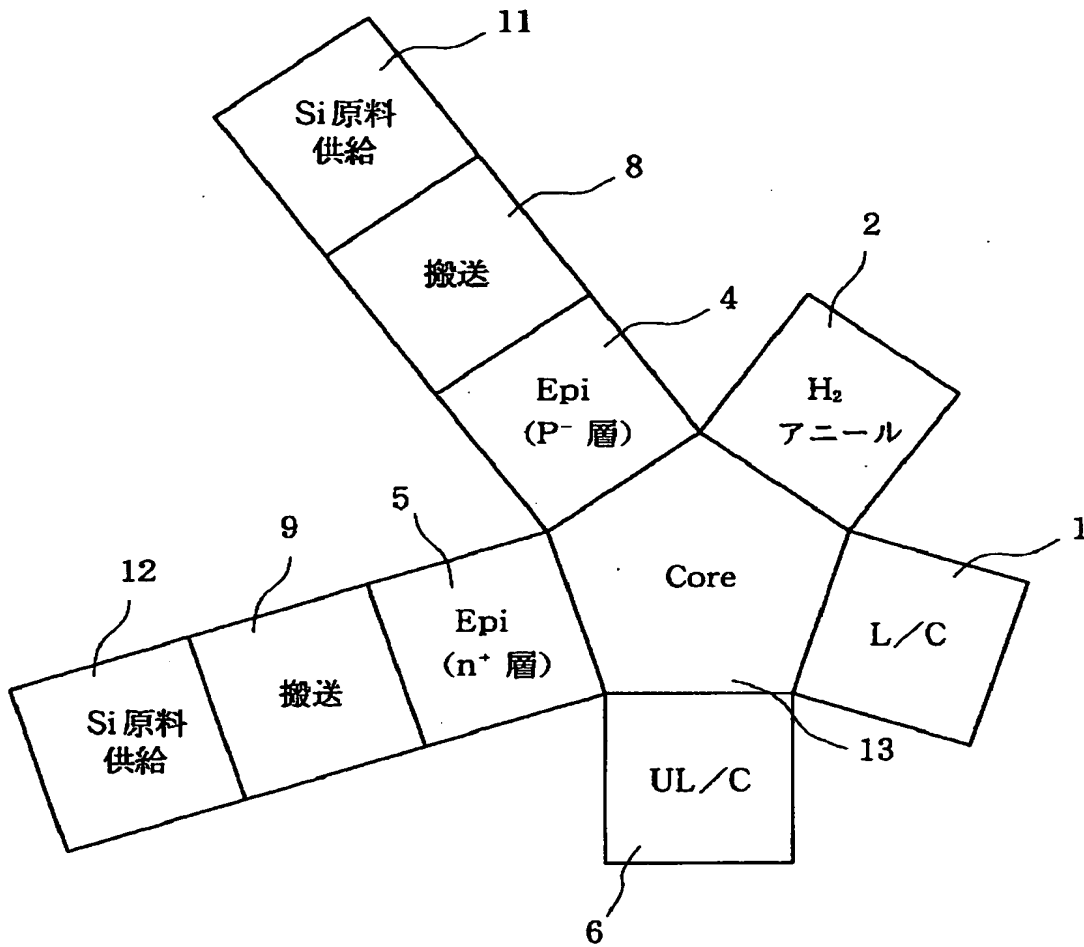 11
Si原料
供給
8
搬送
2
4
H₂
アニール
Epi
(P⁻ 層)
5
9
12
1
Core
Epi
(n⁺ 層)
L/C
搬送
Si原料
供給
13
UL/C
6